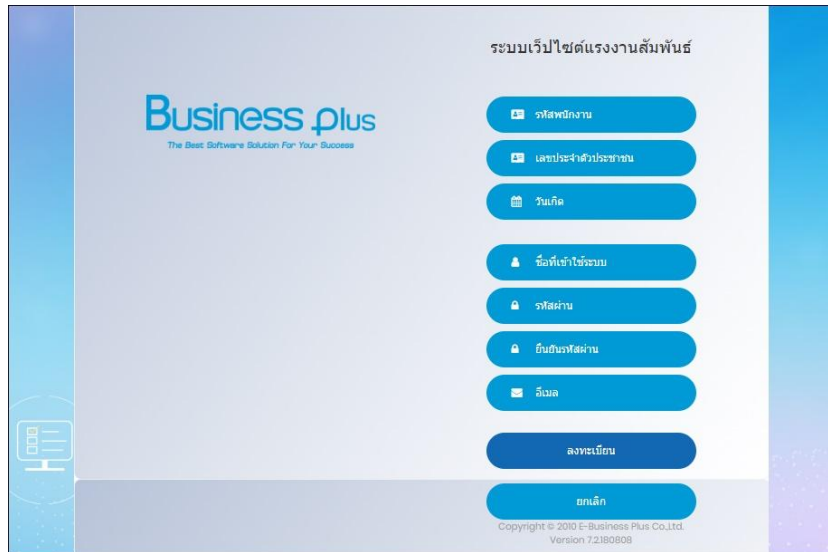 ระบบเว็ปไซต์แรงงานสัมพันธ์
Business plus
The Best Software Solution For Your Success
รหัสพนักงาน
เลขประจำตัวประชาชน
วันเกิด
ชื่อที่เข้าใช้ระบบ
รหัสผ่าน
ยืนยันรหัสผ่าน
อีเมล
ลงทะเบียน
ยกเลิก
Copyright © 2010 E-Business Plus Co.,Ltd.
Version 7.2180808